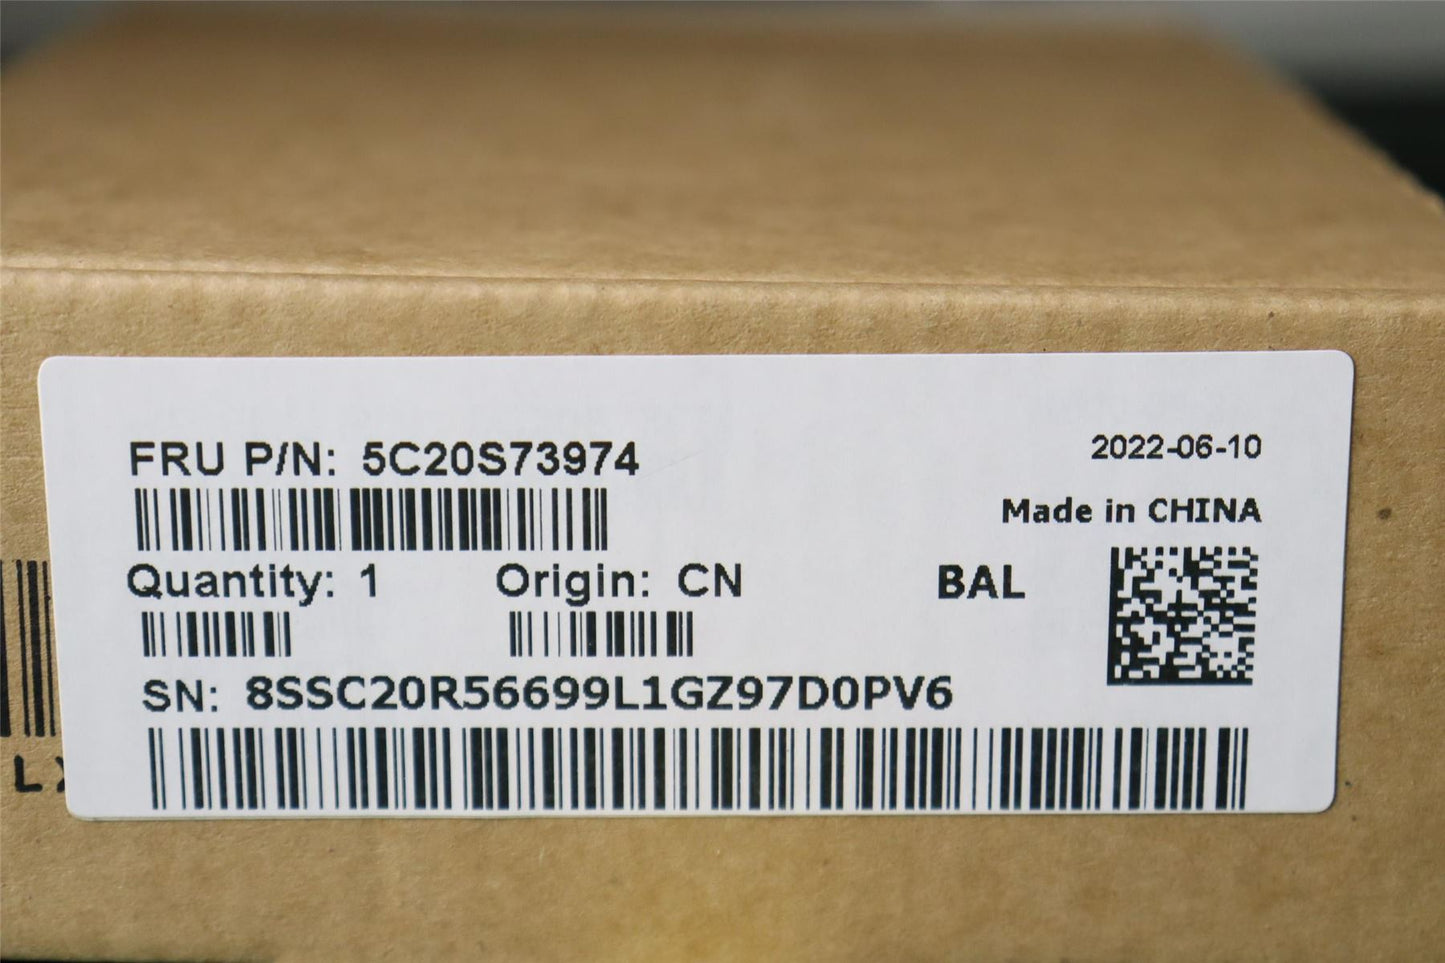 FRU P/N: 5C20S73974
2022-06-10
Made in CHINA
Quantity: 1
Origin: CN
BAL
SN: 8SSC20R56699L1GZ97D0PV6